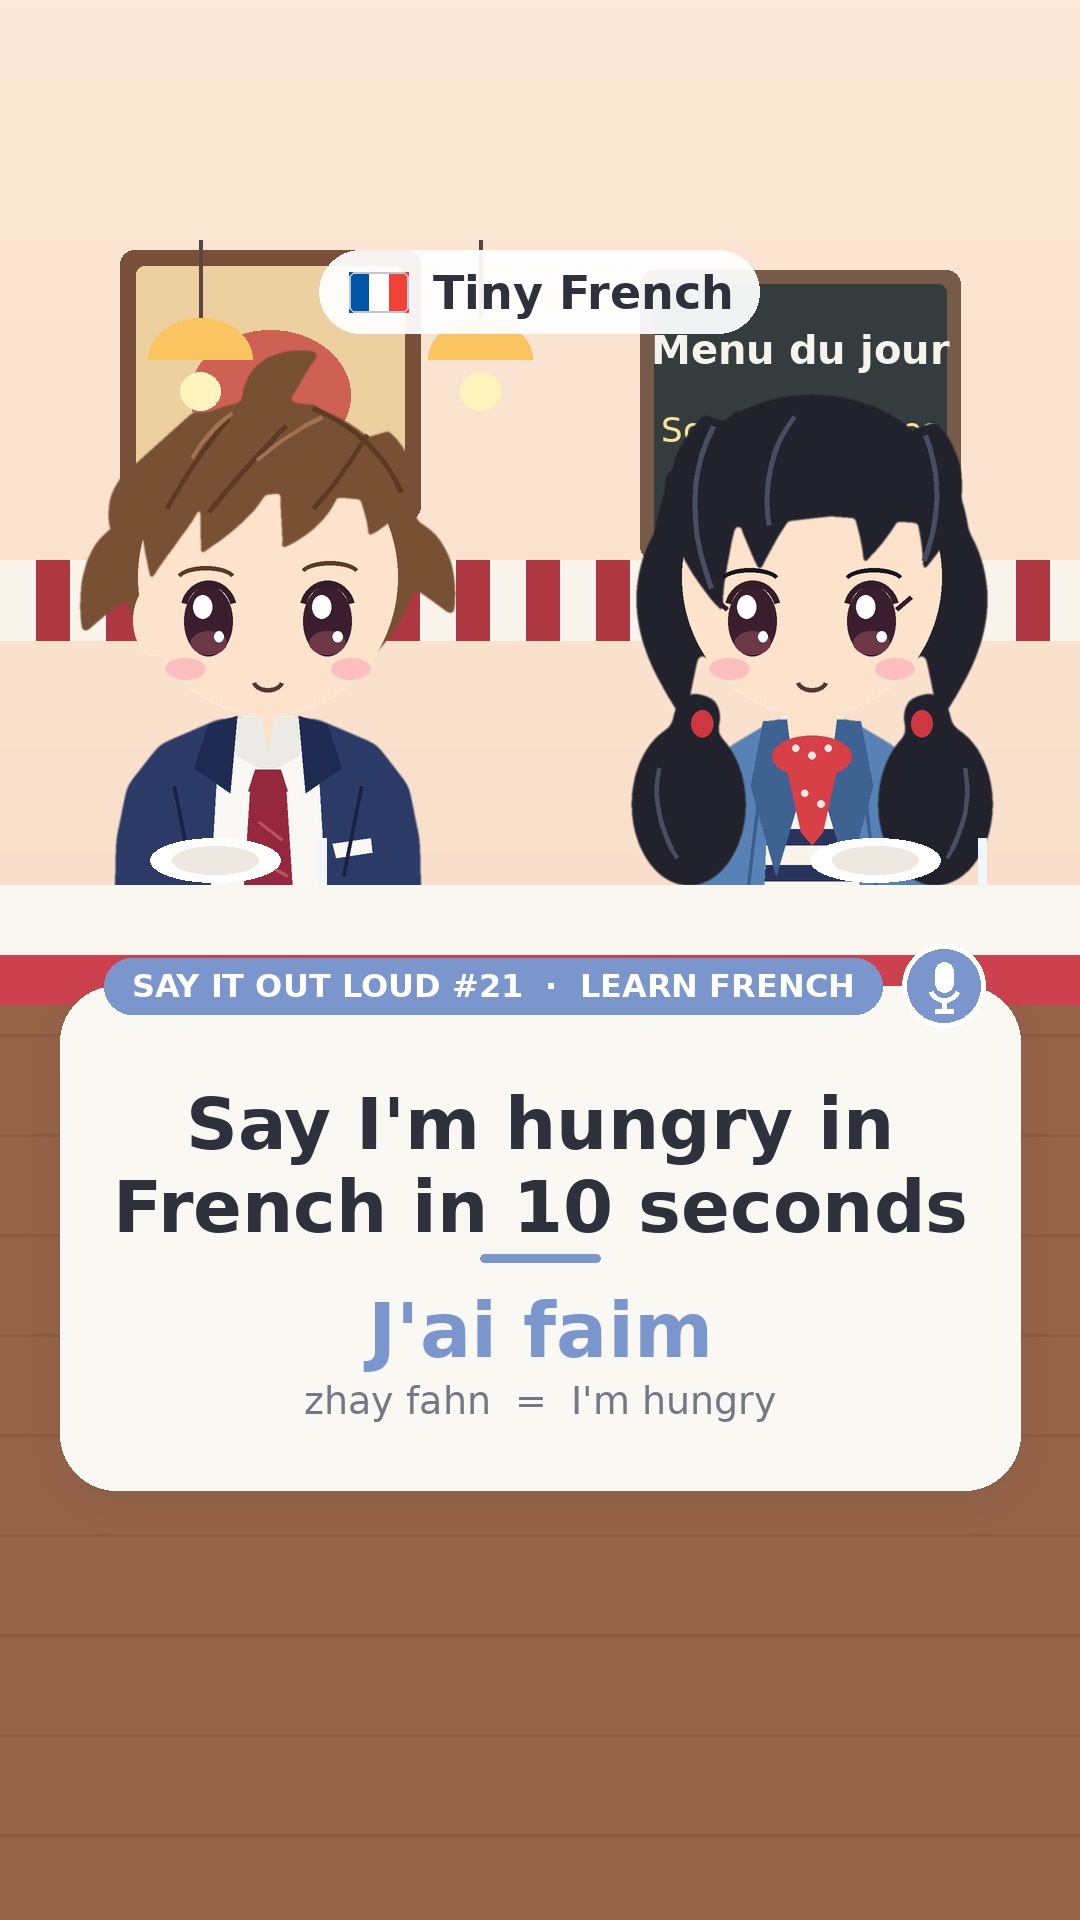 Tiny French
Menu du jour
SAY IT OUT LOUD #21 · LEARN FRENCH
Say I'm hungry in
French in 10 seconds
J'ai faim
zhay fahn = I'm hungry